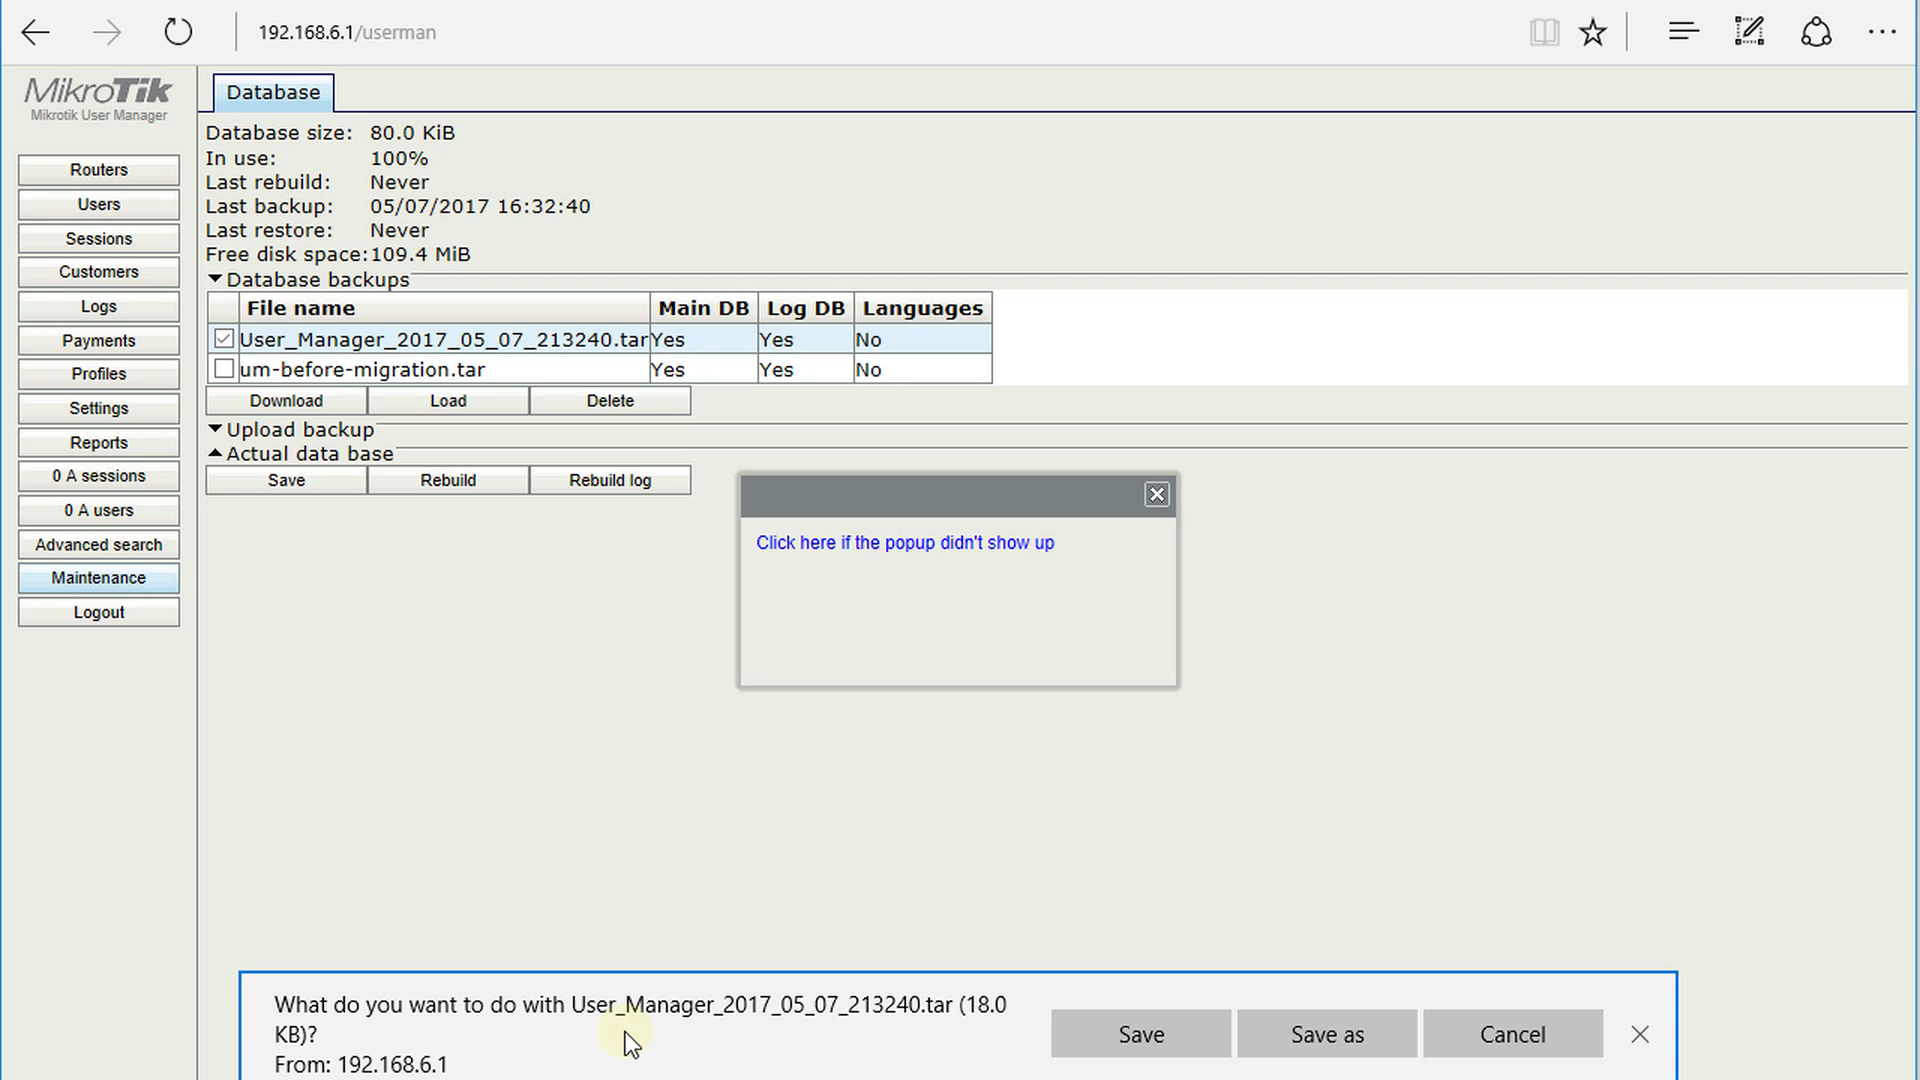 192.168.6.1/userman
MikroTik
Mikrotik User Manager
Routers
Users
Sessions
Customers
Logs
Payments
Profiles
Settings
Reports
0 A sessions
0 A users
Advanced search
Maintenance
Logout
Database
Database size: 80.0 KiB
In use: 100%
Last rebuild: Never
Last backup: 05/07/2017 16:32:40
Last restore: Never
Free disk space: 109.4 MiB
Database backups
File name Main DB Log DB Languages
User_Manager_2017_05_07_213240.tar Yes Yes No
um-before-migration.tar Yes Yes No
Download Load Delete
Upload backup
Actual data base
Save Rebuild Rebuild log
Click here if the popup didn't show up
What do you want to do with User_Manager_2017_05_07_213240.tar (18.0
KB)?
From: 192.168.6.1
Save Save as Cancel